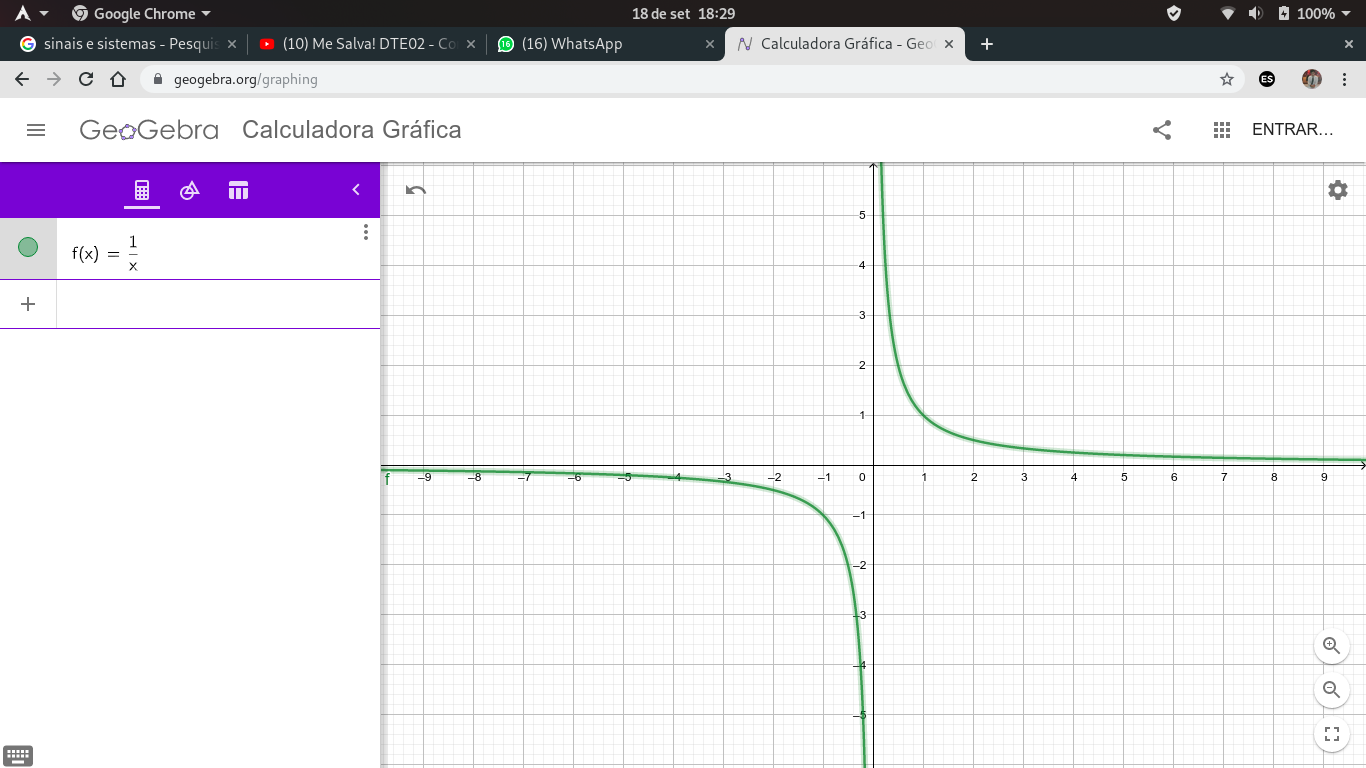 Google Chrome 18 de set 18:29 100%
sinais e sistemas - Pesquis (10) Me Salva! DTE02 - Co (16) WhatsApp Calculadora Gráfica - Geo
geogebra.org/graphing ES
GeoGebra Calculadora Gráfica ENTRAR...
f(x) = 1/x
5
4
3
2
1
f –9 –8 –7 –6 –5 –4 –3 –2 –1 0 1 2 3 4 5 6 7 8 9
–1
–2
–3
–4
–5